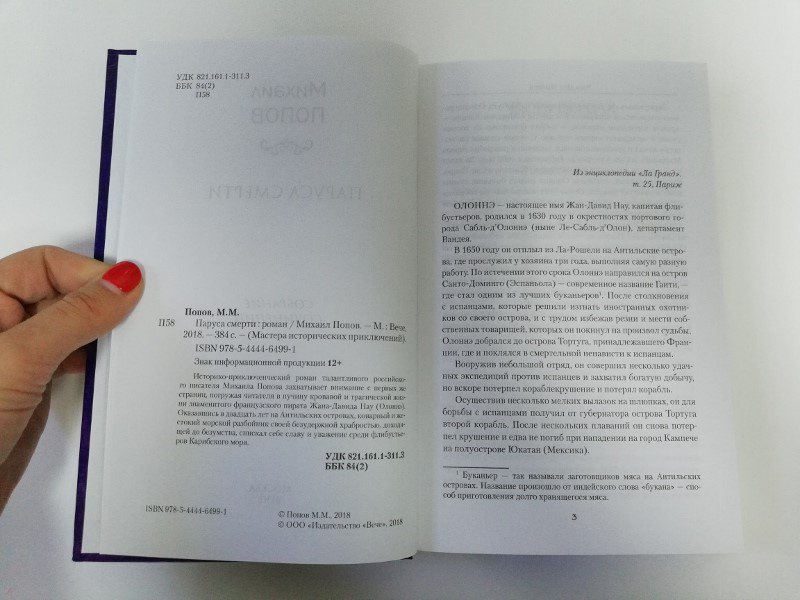 УДК 821.161.1-311.3
ББК 84(2)
П58
Попов, М.М.
П58 Паруса смерти : роман / Михаил Попов. — М. : Вече,
2018. — 384 с. — (Мастера исторических приключений).
ISBN 978-5-4444-6499-1
Знак информационной продукции 12+
Историко-приключенческий роман талантливого российско-
го писателя Михаила Попова захватывает внимание с первых же
страниц, погружая читателя в пучину кровавой и трагической жиз-
ни знаменитого французского пирата Жана-Давида Нау (Олонэ).
Оказавшись в двадцать лет на Антильских островах, коварный и же-
стокий морской разбойник своей безудержной храбростью, доходя-
щей до безумства, снискал себе славу и уважение среди флибустье-
ров Карибского моря.
УДК 821.161.1-311.3
ББК 84(2)
ISBN 978-5-4444-6499-1
© Попов М.М., 2018
© ООО «Издательство «Вече», 2018
Из энциклопедии «Ла Гранд».
т. 25, Париж
ОЛОННЭ — настоящее имя Жан-Давид Нау, капитан фли-
бустьеров, родился в 1630 году в окрестностях портового го-
рода Сабль-д'Олоннэ (ныне Ле-Сабль-д'Олон), департамент
Вандея.
В 1650 году он отплыл из Ла-Рошели на Антильские остро-
ва, где прослужил у хозяина три года, выполняя самую разную
работу. По истечении этого срока Олоннэ направился на остров
Санто-Доминго (Эспаньола) — современное название Гаити, —
где стал одним из лучших буканьеров¹. После столкновения
с испанцами, которые решили изгнать иностранных охотни-
ков со своего острова, и с трудом избежав резни и мести соб-
ственных товарищей, которых он покинул на произвол судьбы.
Олоннэ добрался до острова Тортуга, принадлежавшего Фран-
ции, где и поклялся в смертельной ненависти к испанцам.
Вооружив небольшой отряд, он совершил несколько удач-
ных экспедиций против испанцев и захватил богатую добычу,
но вскоре потерпел кораблекрушение и потерял корабль.
Осуществив несколько мелких вылазок на шлюпках, он для
борьбы с испанцами получил от губернатора острова Тортуга
второй корабль. После нескольких плаваний он снова потер-
пел крушение и едва не погиб при нападении на город Кампече
на полуострове Юкатан (Мексика).
¹ Буканьер — так называли заготовщиков мяса на Антильских
островах. Название произошло от индейского слова «букана» — спо-
соб приготовления долго хранящегося мяса.
3